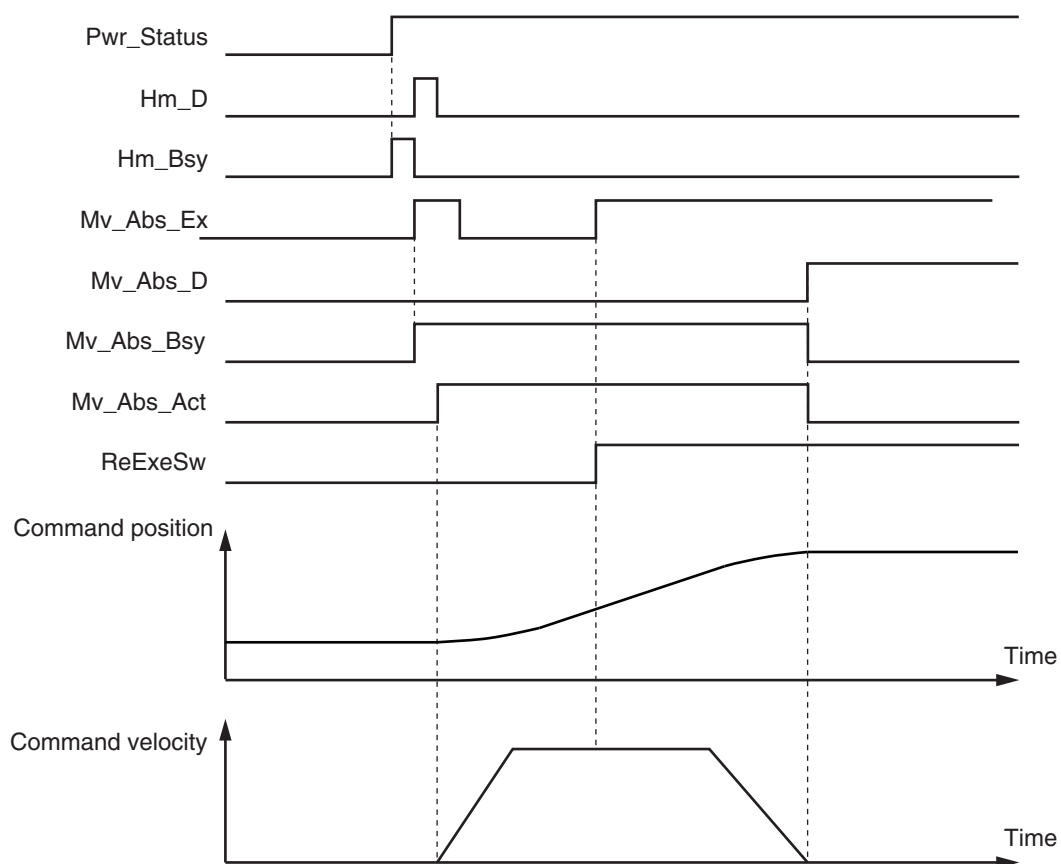 Pwr_Status
Hm_D
Hm_Bsy
Mv_Abs_Ex
Mv_Abs_D
Mv_Abs_Bsy
Mv_Abs_Act
ReExeSw
Command position
Time
Command velocity
Time